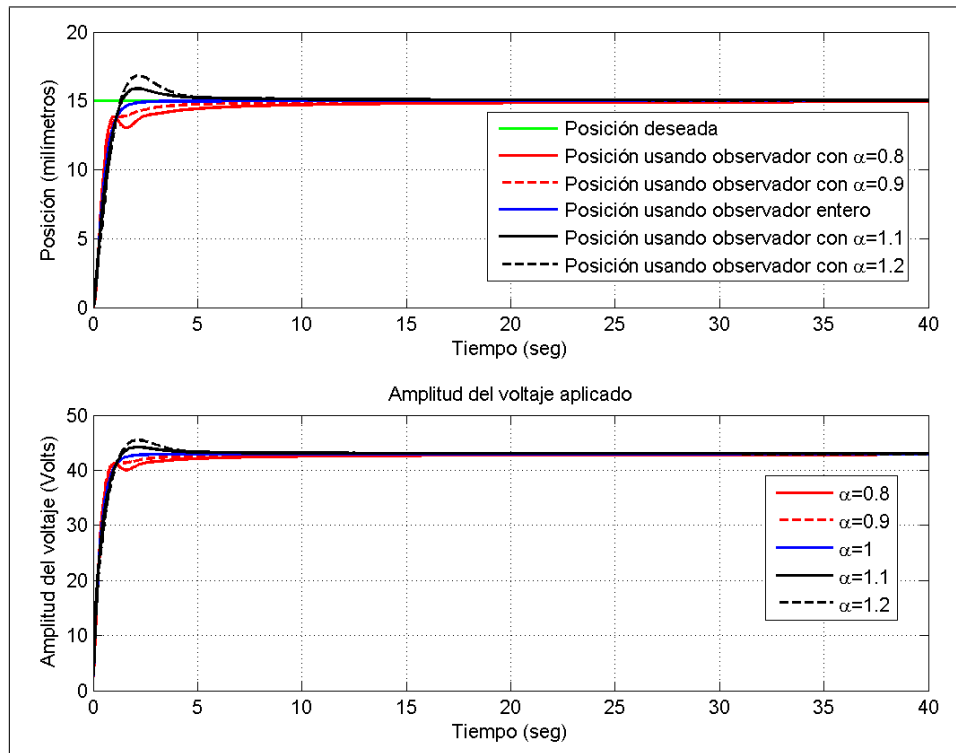 20
15
10
5
0
Posición (milímetros)
Posición deseada
Posición usando observador con α=0.8
Posición usando observador con α=0.9
Posición usando observador entero
Posición usando observador con α=1.1
Posición usando observador con α=1.2
0 5 10 15 20 25 30 35 40
Tiempo (seg)
Amplitud del voltaje aplicado
50
40
30
20
10
0
Amplitud del voltaje (Volts)
α=0.8
α=0.9
α=1
α=1.1
α=1.2
0 5 10 15 20 25 30 35 40
Tiempo (seg)